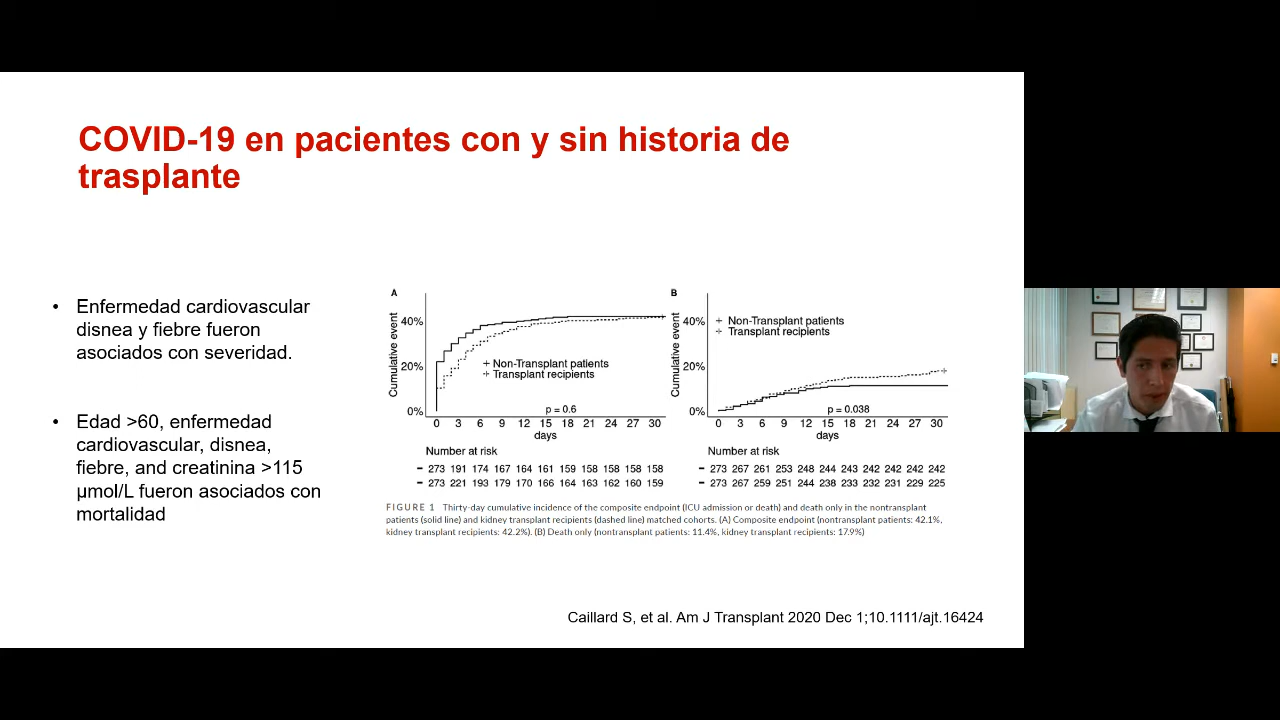 COVID-19 en pacientes con y sin historia de
trasplante
• Enfermedad cardiovascular
disnea y fiebre fueron
asociados con severidad.
• Edad >60, enfermedad
cardiovascular, disnea,
fiebre, and creatinina >115
µmol/L fueron asociados con
mortalidad
A
Cumulative event
40%
20%
0%
Non-Transplant patients
Transplant recipients
p = 0.6
0 3 6 9 12 15 18 21 24 27 30
days
Number at risk
273 191 174 167 164 161 159 158 158 158 158
273 221 193 179 170 166 164 163 162 160 159
B
Cumulative event
40%
20%
0%
Non-Transplant patients
Transplant recipients
p = 0.038
0 3 6 9 12 15 18 21 24 27 30
days
Number at risk
273 267 261 253 248 244 243 242 242 242 242
273 267 259 251 244 238 233 232 231 229 225
FIGURE 1 Thirty-day cumulative incidence of the composite endpoint (ICU admission or death) and death only in the nontransplant
patients (solid line) and kidney transplant recipients (dashed line) matched cohorts. (A) Composite endpoint (nontransplant patients: 42.1%,
kidney transplant recipients: 42.2%). (B) Death only (nontransplant patients: 11.4%, kidney transplant recipients: 17.9%)
Caillard S, et al. Am J Transplant 2020 Dec 1;10.1111/ajt.16424